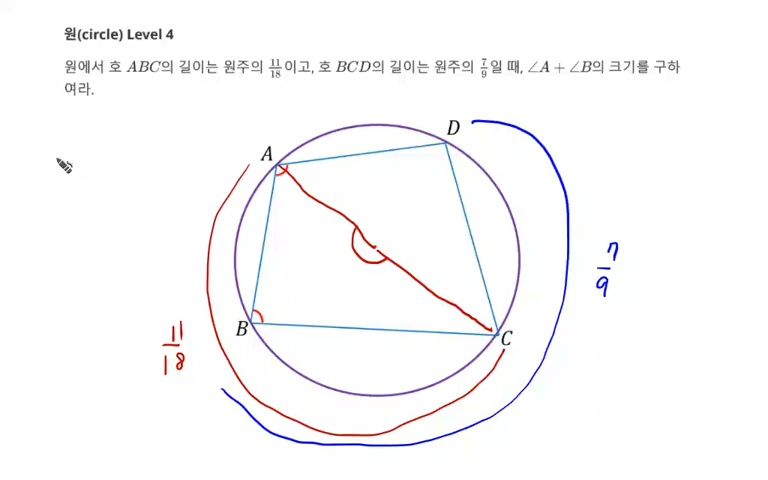 원(circle) Level 4
원에서 호 ABC의 길이는 원주의 11/18이고, 호 BCD의 길이는 원주의 7/9일 때, ∠A + ∠B의 크기를 구하
여라.
D
A
7/9
B
C
11/18